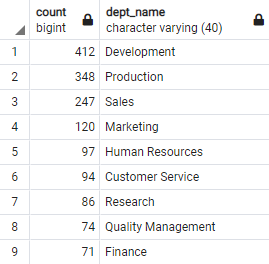 count dept_name
bigint character varying (40)
1 412 Development
2 348 Production
3 247 Sales
4 120 Marketing
5 97 Human Resources
6 94 Customer Service
7 86 Research
8 74 Quality Management
9 71 Finance